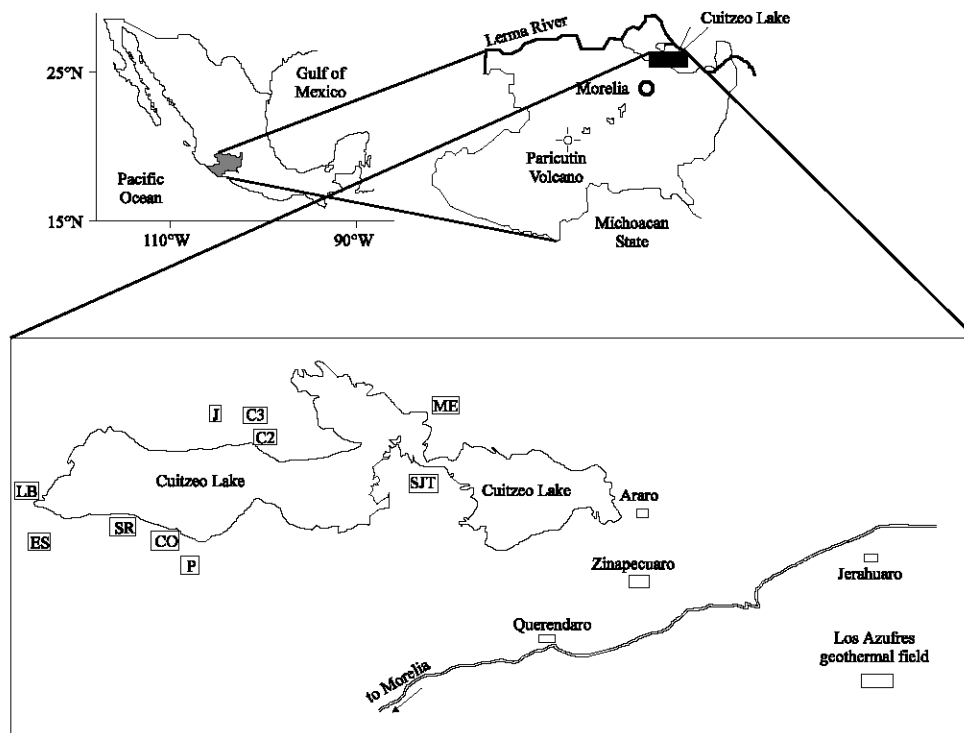 Cuitzeo Lake
Lerma River
25°N
Gulf of
Mexico
Morelia
Paricutin
Volcano
Pacific
Ocean
15°N
Michoacan
State
110°W
90°W
J
C3
ME
C2
Cuitzeo Lake
SJT
Cuitzeo Lake
LB
Araro
SR
ES
CO
P
Zinapecuaro
Jerahuaro
Querendaro
Los Azufres
geothermal field
to Morelia